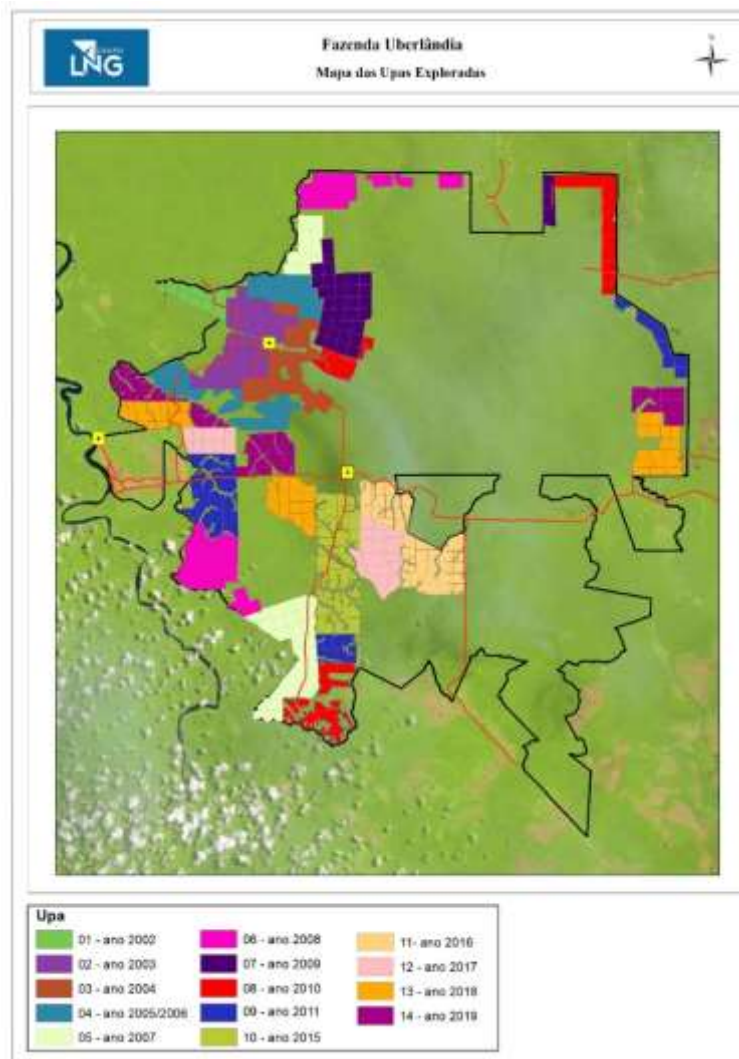 GRUPO
LNG
Fazenda Uberlândia
Mapa das Upas Exploradas
Upa
01 - ano 2002
02 - ano 2003
03 - ano 2004
04 - ano 2005/2006
05 - ano 2007
06 - ano 2008
07 - ano 2009
08 - ano 2010
09 - ano 2011
10 - ano 2015
11- ano 2016
12 - ano 2017
13 - ano 2018
14 - ano 2019